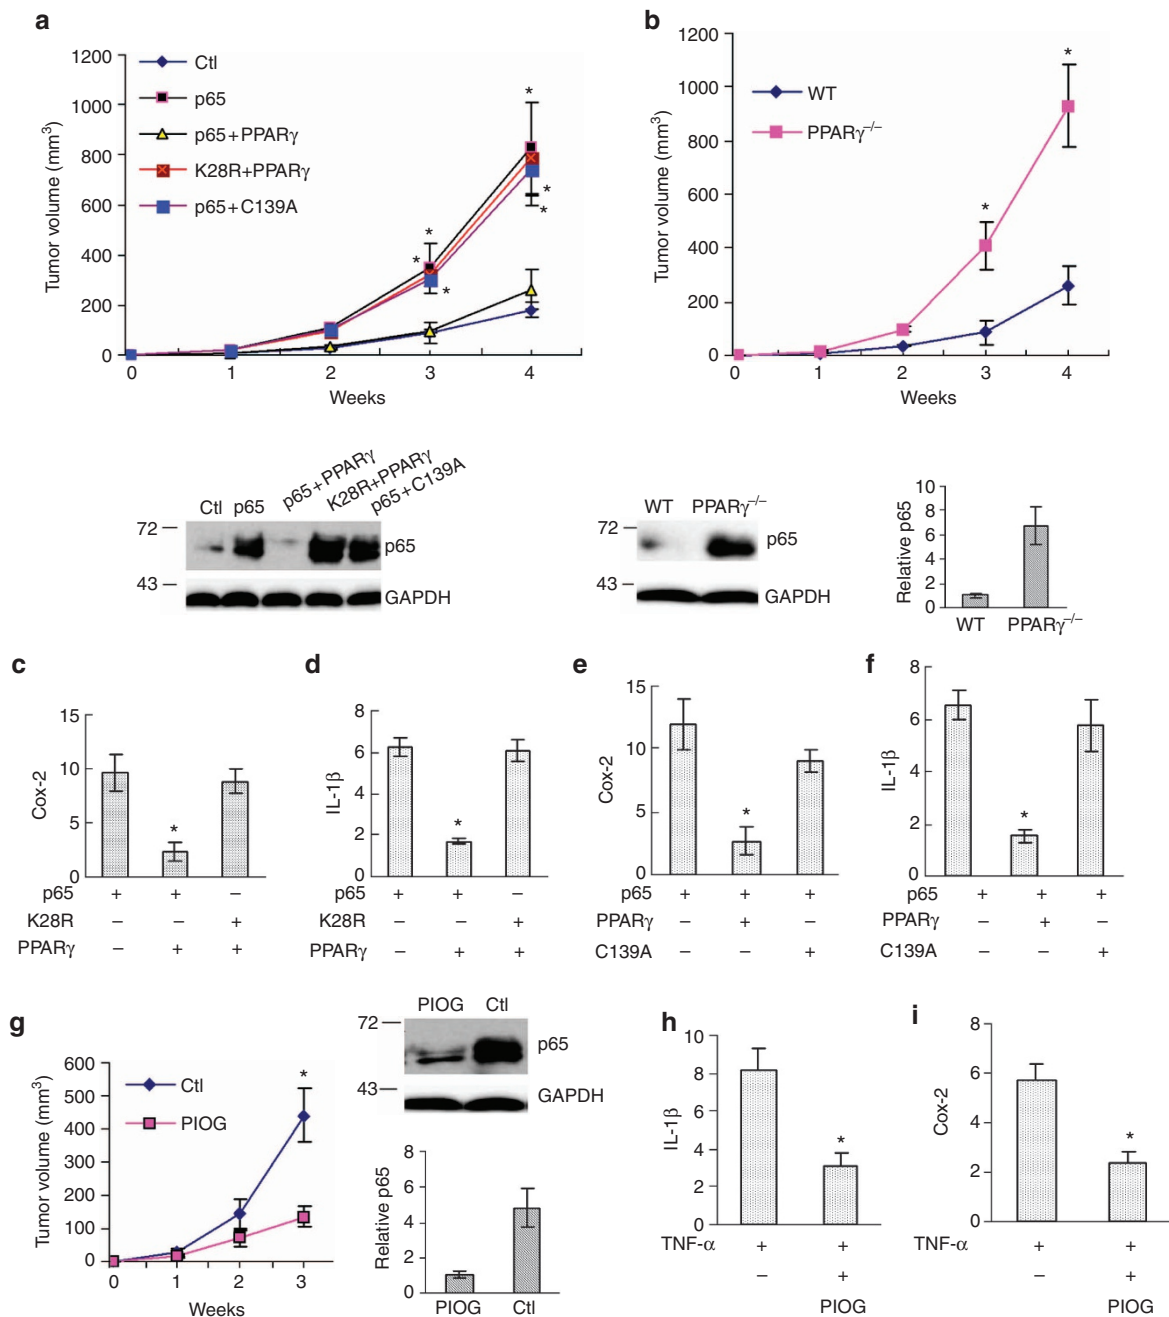 a
1200
1000
800
600
400
200
0
Tumor volume (mm³)
Ctl
p65
p65+PPARγ
K28R+PPARγ
p65+C139A
*
*
*
*
*
*
0 1 2 3 4
Weeks
b
1200
1000
800
600
400
200
0
Tumor volume (mm³)
WT
PPARγ⁻/⁻
*
*
0 1 2 3 4
Weeks
Ctl p65 p65+PPARγ K28R+PPARγ p65+C139A
72
p65
43
GAPDH
WT PPARγ⁻/⁻
72
p65
43
GAPDH
Relative p65
10
8
6
4
2
0
WT PPARγ⁻/⁻
c
Cox-2
15
10
5
0
*
p65 + + –
K28R – – +
PPARγ – + +
d
IL-1β
8
6
4
2
0
*
p65 + + –
K28R – – +
PPARγ – + +
e
Cox-2
15
10
5
0
*
p65 + + +
PPARγ – + –
C139A – – +
f
IL-1β
8
6
4
2
0
*
p65 + + +
PPARγ – + –
C139A – – +
g
Tumor volume (mm³)
600
500
400
300
200
100
0
Ctl
PIOG
*
0 1 2 3
Weeks
PIOG Ctl
72
p65
43
GAPDH
Relative p65
8
6
4
2
0
PIOG Ctl
h
IL-1β
10
8
6
4
2
0
*
TNF-α + +
– +
PIOG
i
Cox-2
8
6
4
2
0
*
TNF-α + +
– +
PIOG